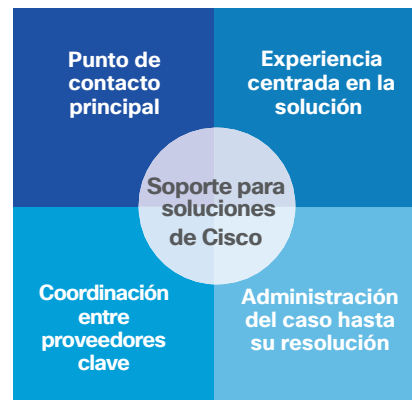 Punto de
contacto
principal
Experiencia
centrada en la
solución
Soporte para
soluciones
de Cisco
Coordinación
entre
proveedores
clave
Administración
del caso hasta
su resolución